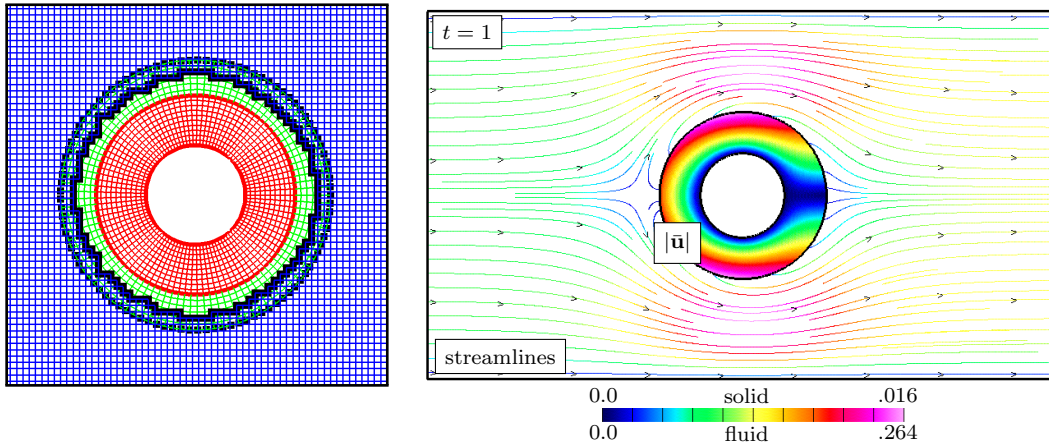 t = 1
|ū|
streamlines
0.0 solid .016
0.0 fluid .264